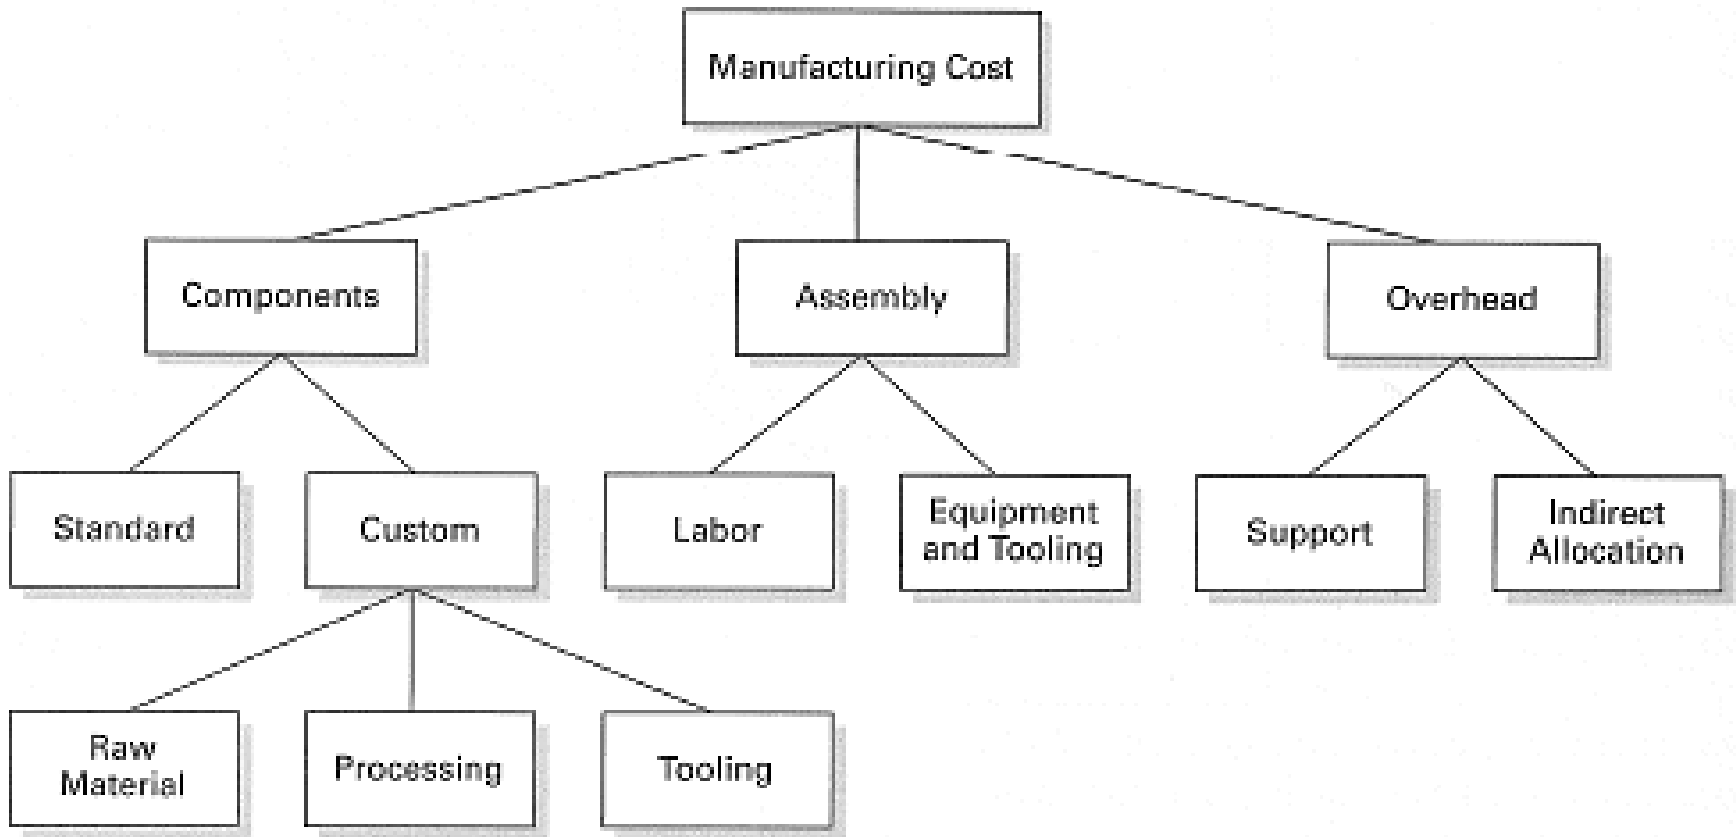 Manufacturing Cost
Components
Assembly
Overhead
Standard
Custom
Labor
Equipment
and Tooling
Support
Indirect
Allocation
Raw
Material
Processing
Tooling